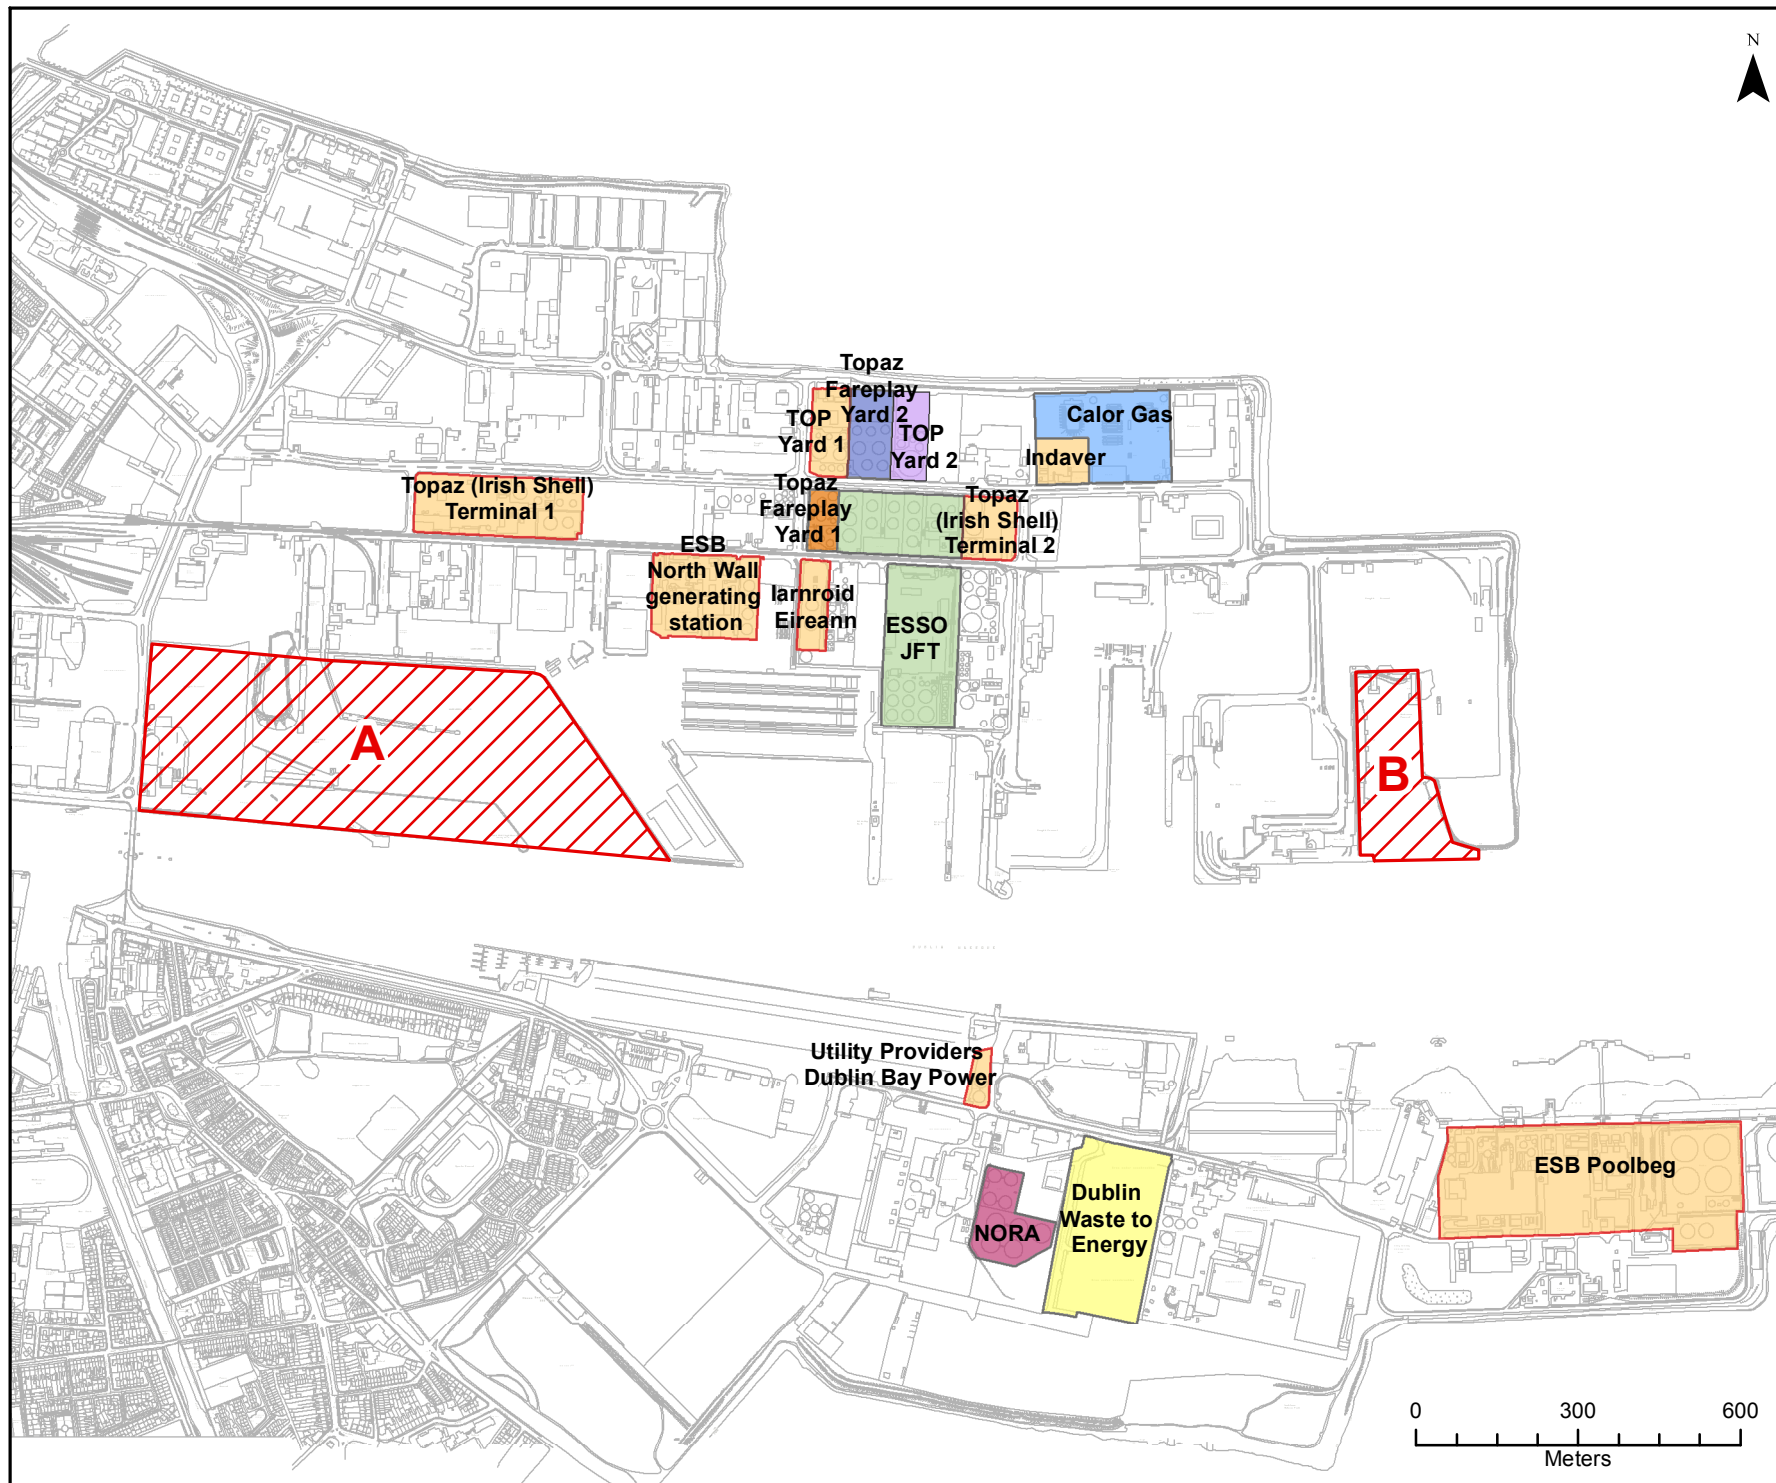 N
Topaz
Fareplay
Yard 2
TOP
Yard 1
TOP
Yard 2
Calor Gas
Indaver
Topaz (Irish Shell)
Terminal 1
Topaz
Fareplay
Yard 1
Topaz
(Irish Shell)
Terminal 2
ESB
North Wall
generating
station
Iarnroid
Eireann
ESSO
JFT
A
B
Utility Providers
Dublin Bay Power
ESB Poolbeg
NORA
Dublin
Waste to
Energy
0 300 600
Meters